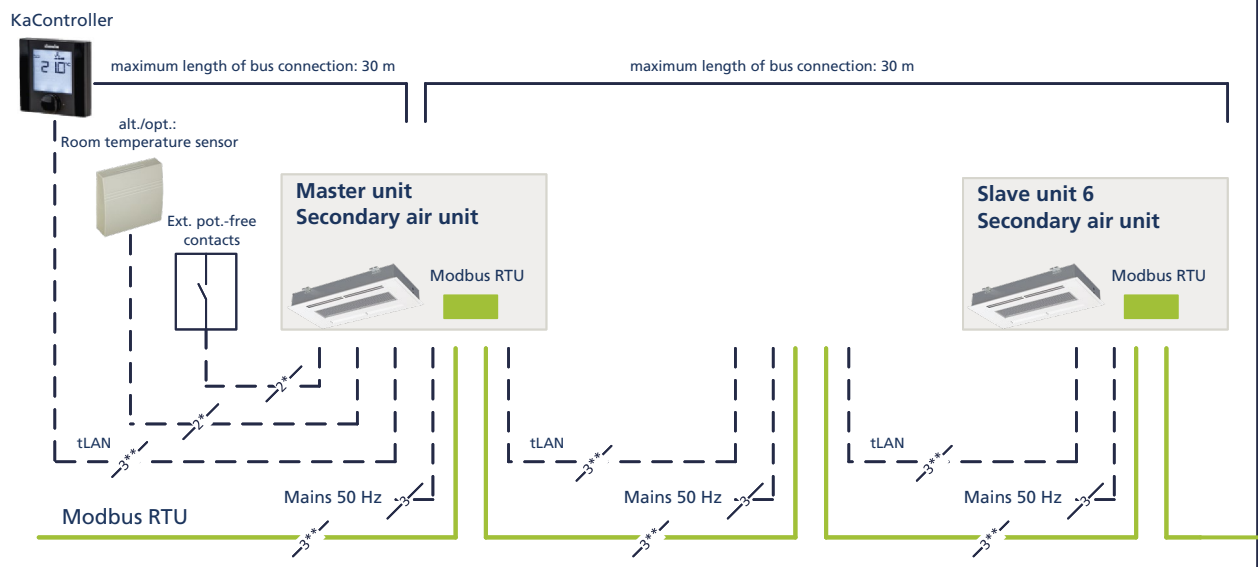 KaController
maximum length of bus connection: 30 m
maximum length of bus connection: 30 m
alt./opt.:
Room temperature sensor
Ext. pot.-free
contacts
Master unit
Secondary air unit
Modbus RTU
Slave unit 6
Secondary air unit
Modbus RTU
2*
2*
tLAN
3**
tLAN
3**
tLAN
3**
Mains 50 Hz
3
Mains 50 Hz
3
Mains 50 Hz
3
Modbus RTU
3**
3**
3**